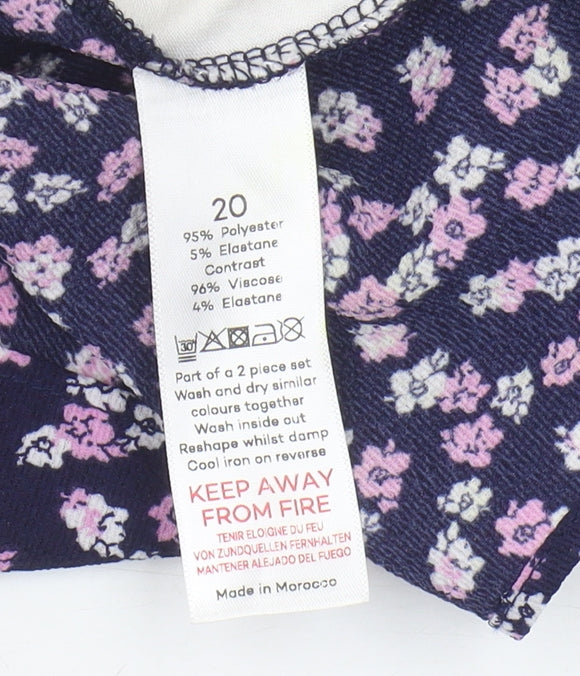 20
95% Polyester
5% Elastane
Contrast
96% Viscose
4% Elastane
30°
Part of a 2 piece set
Wash and dry similar
colours together
Wash inside out
Reshape whilst damp
Cool iron on reverse
KEEP AWAY
FROM FIRE
TENIR ELOIGNE DU FEU
VON ZUNDQUELLEN FERNHALTEN
MANTENER ALEJADO DEL FUEGO
Made in Morocco